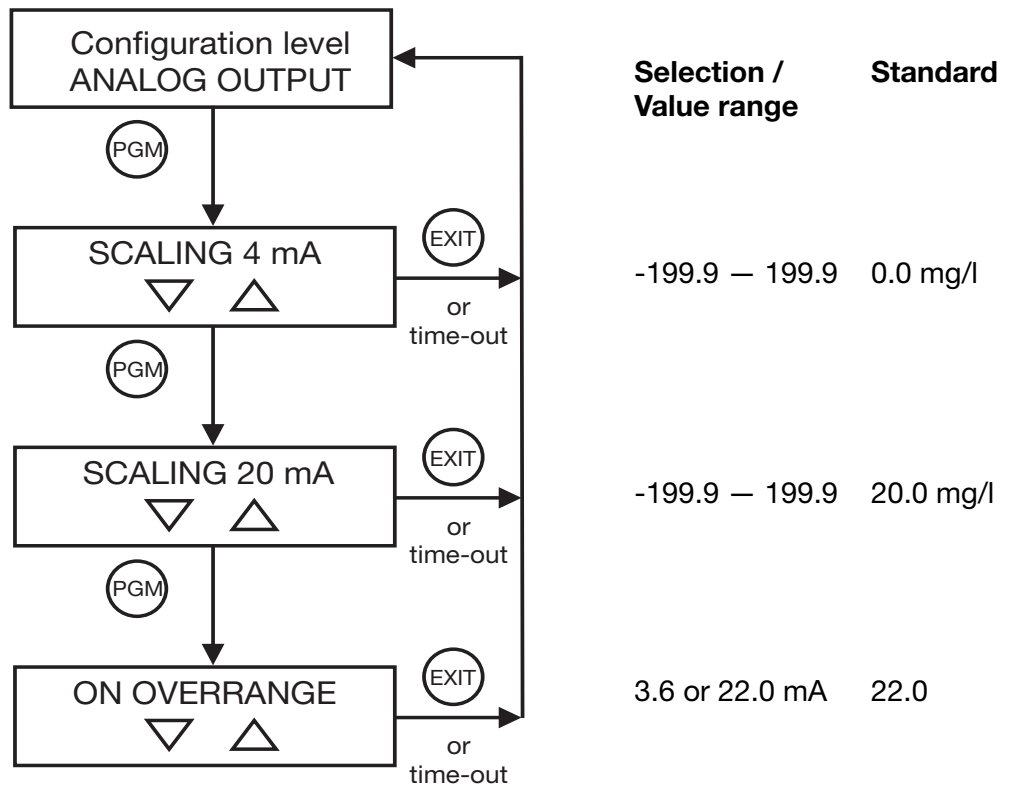 Configuration level
ANALOG OUTPUT
Selection / Standard
Value range
PGM
SCALING 4 mA
EXIT
or
time-out
-199.9 — 199.9 0.0 mg/l
PGM
SCALING 20 mA
EXIT
or
time-out
-199.9 — 199.9 20.0 mg/l
PGM
ON OVERRANGE
EXIT
or
time-out
3.6 or 22.0 mA 22.0